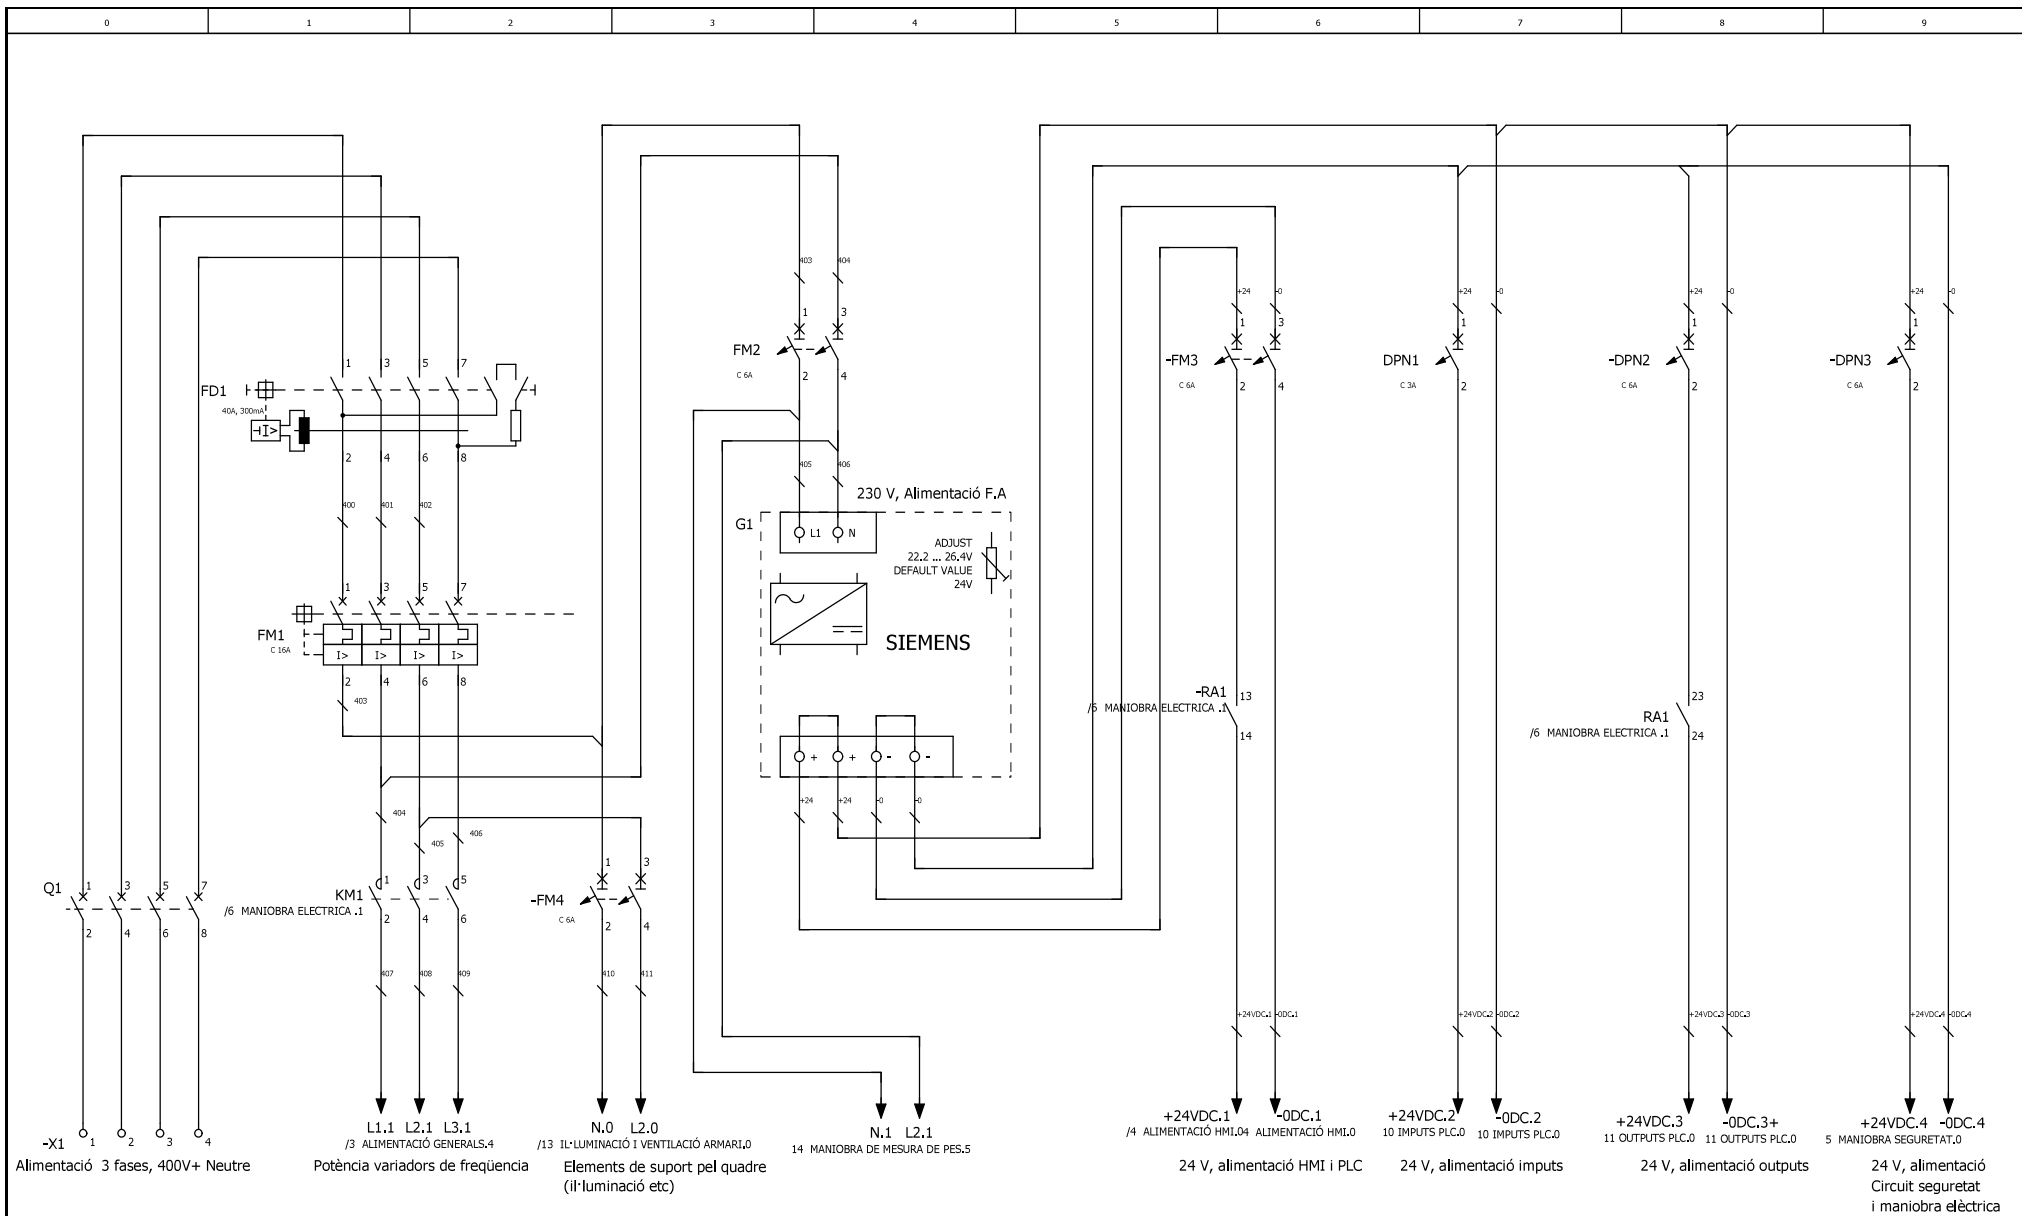 0 1 2 3 4 5 6 7 8 9
403 404
+24 -0 +24 -0 +24 -0 +24 -0
1 3
1 3 1 1 1
FM2
-FM3
DPN1
-DPN2
-DPN3
C 6A
C 6A
C 3A
C 6A
C 6A
2 4
2 4 2 2 2
1 3 5 7
FD1
40A, 300mA
I>
2 4 6 8
400 401 402
405 406
230 V, Alimentació F.A
G1
L1 N
ADJUST
22.2 ... 26.4V
DEFAULT VALUE
24V
SIEMENS
1 3 5 7
FM1
C 16A
I> I> I> I>
2 4 6 8
403
-RA1
13
/6 MANIOBRA ELECTRICA .1
14
RA1
23
/6 MANIOBRA ELECTRICA .1
24
+ + - -
+24 +24 -0 -0
404
405
406
Q1
1 3 5 7
2 4 6 8
KM1
/6 MANIOBRA ELECTRICA .1
1 3 5
2 4 6
-FM4
C 6A
1 3
2 4
407 408 409
410 411
+24VDC.1 -0DC.1
+24VDC.2 -0DC.2
+24VDC.3 -0DC.3
+24VDC.4 -0DC.4
-X1 1 2 3 4
Alimentació 3 fases, 400V+ Neutre
L1.1 L2.1 L3.1
/3 ALIMENTACIÓ GENERALS.4
Potència variadors de freqüencia
N.0 L2.0
/13 IL·LUMINACIÓ I VENTILACIÓ ARMARI.0
Elements de suport pel quadre
(il·luminació etc)
N.1 L2.1
14 MANIOBRA DE MESURA DE PES.5
+24VDC.1 -0DC.1
/4 ALIMENTACIÓ HMI.04 ALIMENTACIÓ HMI.0
24 V, alimentació HMI i PLC
+24VDC.2 -0DC.2
10 IMPUTS PLC.0 10 IMPUTS PLC.0
24 V, alimentació imputs
+24VDC.3 -0DC.3+
11 OUTPUTS PLC.0 11 OUTPUTS PLC.0
24 V, alimentació outputs
+24VDC.4 -0DC.4
5 MANIOBRA SEGURETAT.0
24 V, alimentació
Circuit seguretat
i maniobra elèctrica